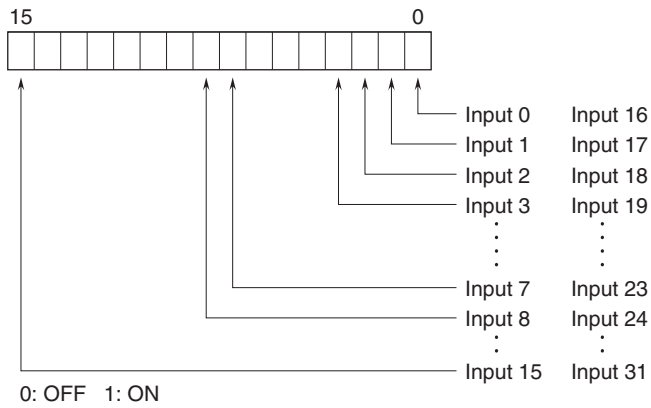 15 0
Input 0 Input 16
Input 1 Input 17
Input 2 Input 18
Input 3 Input 19
Input 7 Input 23
Input 8 Input 24
Input 15 Input 31
0: OFF 1: ON